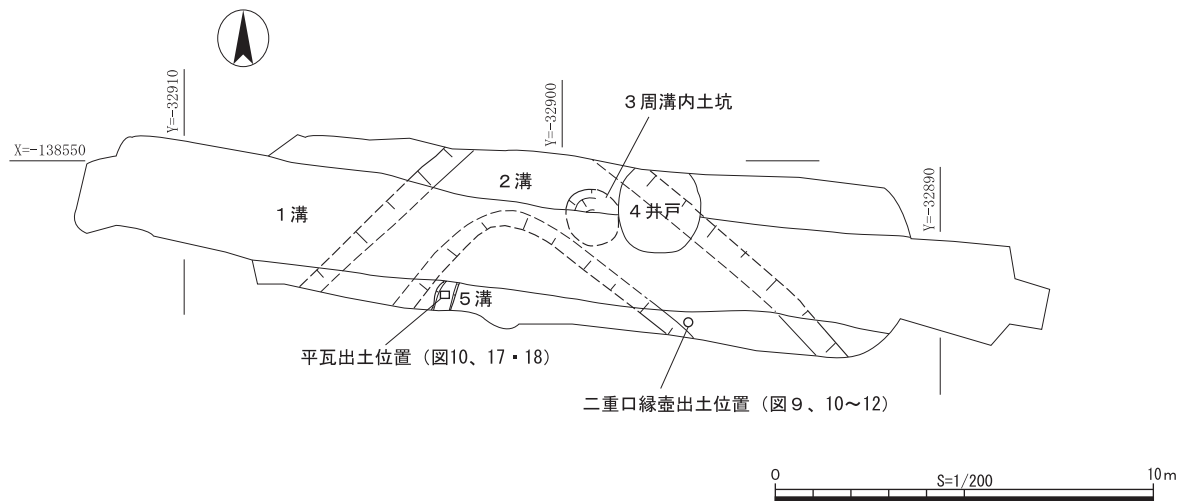 Y=-32910
Y=-32900
3周溝内土坑
X=-138550
2溝
Y=-32890
1溝
4井戸
5溝
平瓦出土位置（図10、17・18）
二重口縁壺出土位置（図9、10～12）
0
S=1/200
10m